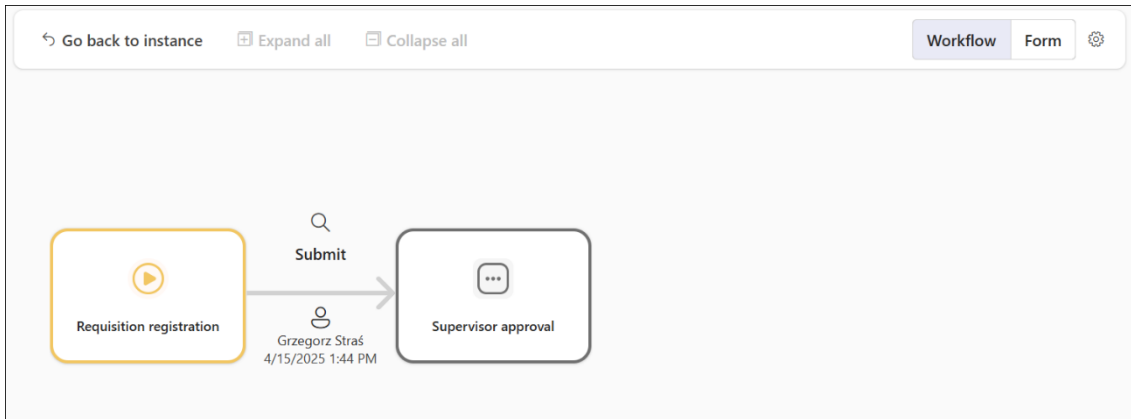 Go back to instance Expand all Collapse all Workflow Form
Submit
Requisition registration
Grzegorz Straś
4/15/2025 1:44 PM
Supervisor approval